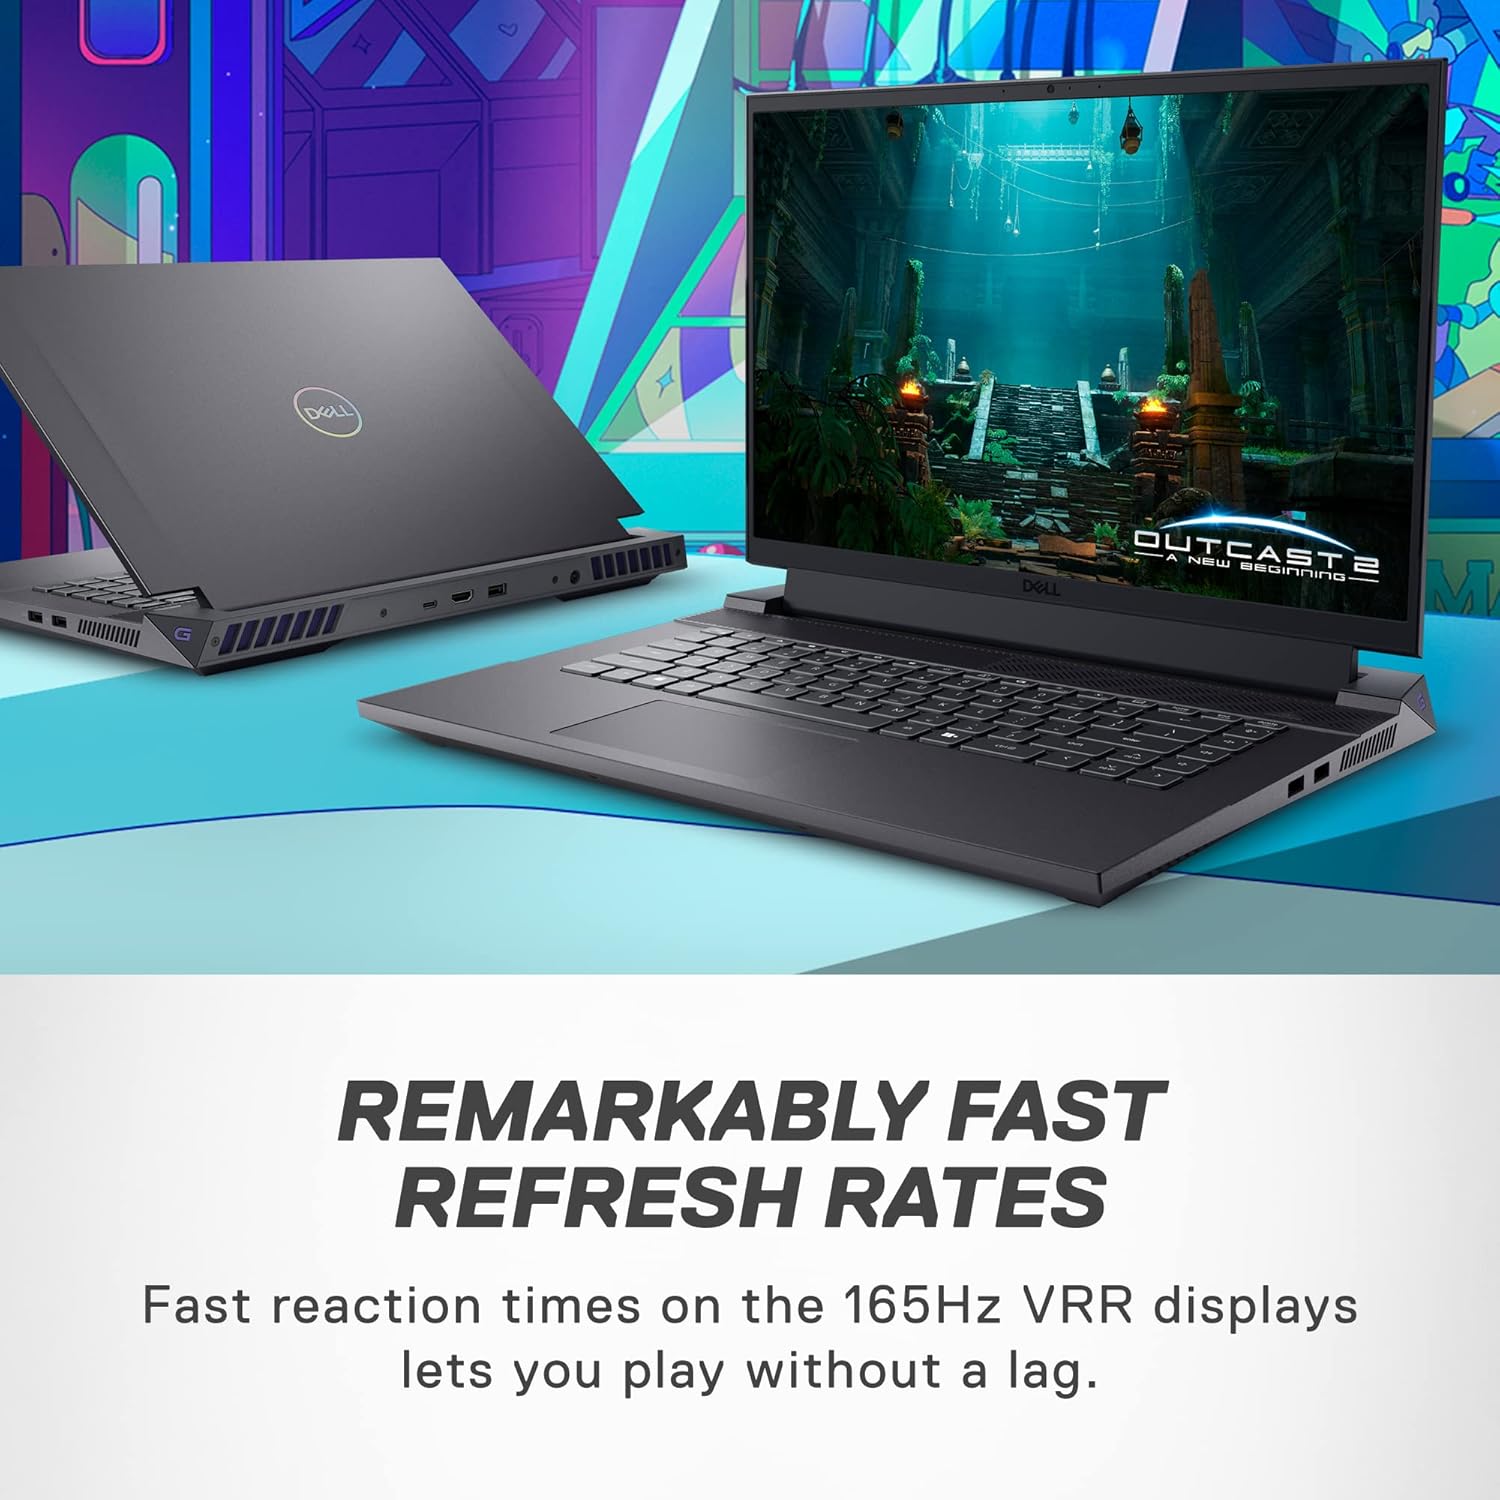 DELL
G
OUTCAST 2
A NEW BEGINNING
DELL
G
REMARKABLY FAST
REFRESH RATES
Fast reaction times on the 165Hz VRR displays
lets you play without a lag.